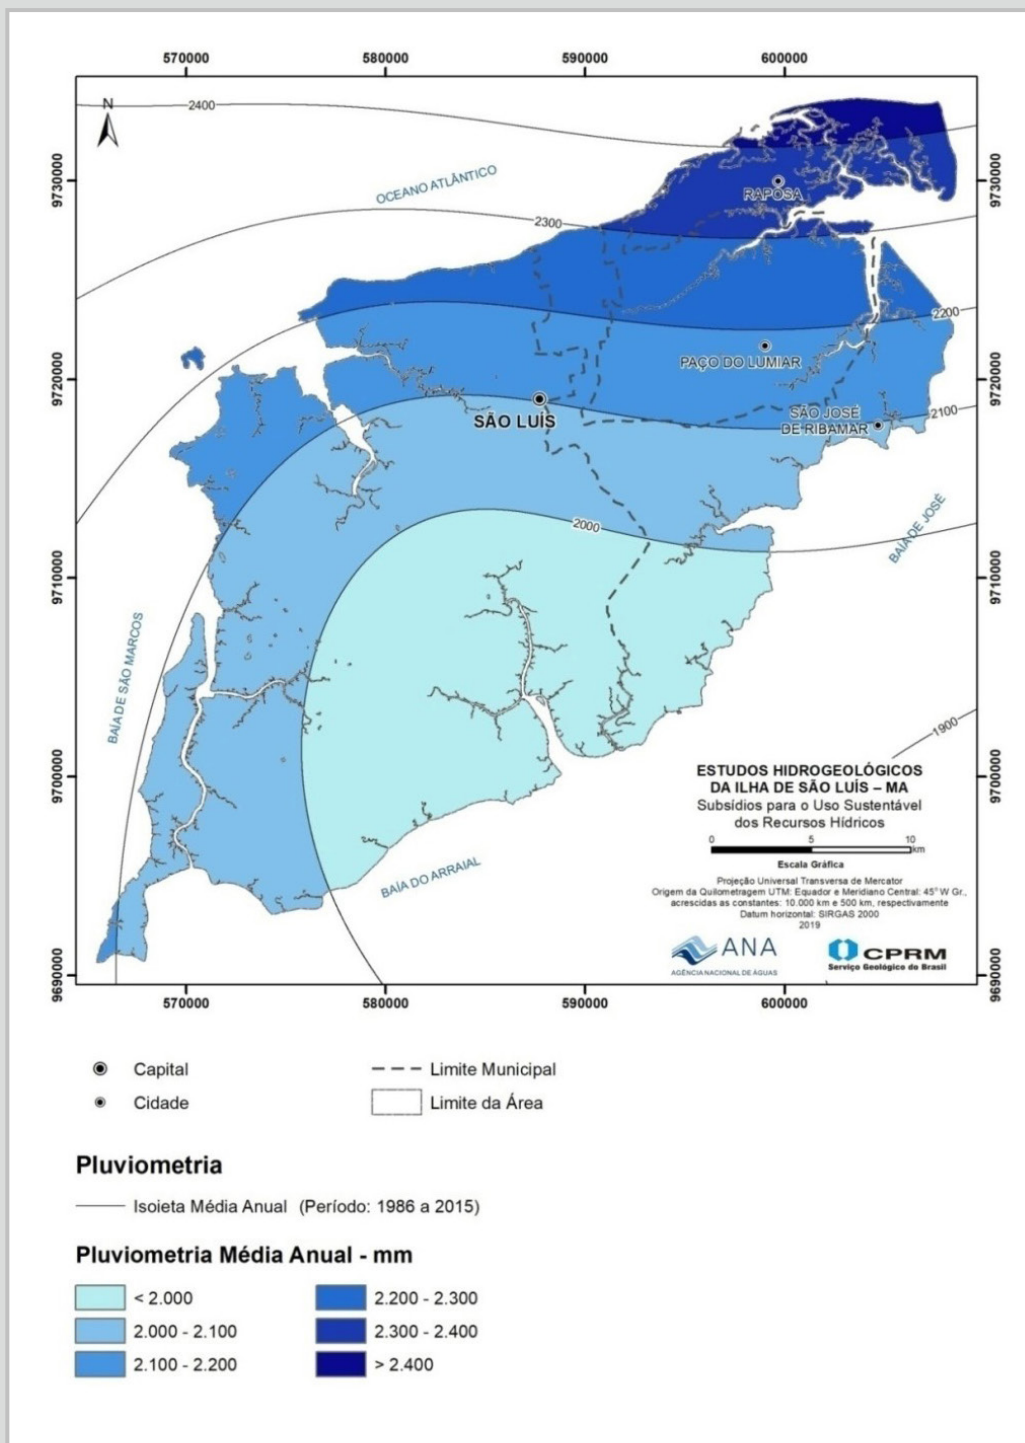 570000 580000 590000 600000
N
2400
9730000
9730000
OCEANO ATLÂNTICO
RAPOSA
2300
2200
9720000
9720000
PAÇO DO LUMIAR
SÃO LUÍS
SÃO JOSÉ
DE RIBAMAR
2100
2000
BAÍA DE JOSÉ
9710000
9710000
BAÍA DE SÃO MARCOS
1900
9700000
9700000
ESTUDOS HIDROGEOLÓGICOS
DA ILHA DE SÃO LUÍS – MA
Subsídios para o Uso Sustentável
dos Recursos Hídricos
0 5 10
km
Escala Gráfica
BAÍA DO ARRAIAL
Projeção Universal Transversa de Mercator
Origem da Quilometragem UTM: Equador e Meridiano Central: 45° W Gr.,
acrescidas as constantes: 10.000 km e 500 km, respectivamente
Datum horizontal: SIRGAS 2000
2019
ANA
AGÊNCIA NACIONAL DE ÁGUAS
CPRM
Serviço Geológico do Brasil
9690000
9690000
570000 580000 590000 600000
Capital
Limite Municipal
Cidade
Limite da Área
Pluviometria
Isoieta Média Anual (Período: 1986 a 2015)
Pluviometria Média Anual - mm
< 2.000
2.200 - 2.300
2.000 - 2.100
2.300 - 2.400
2.100 - 2.200
> 2.400